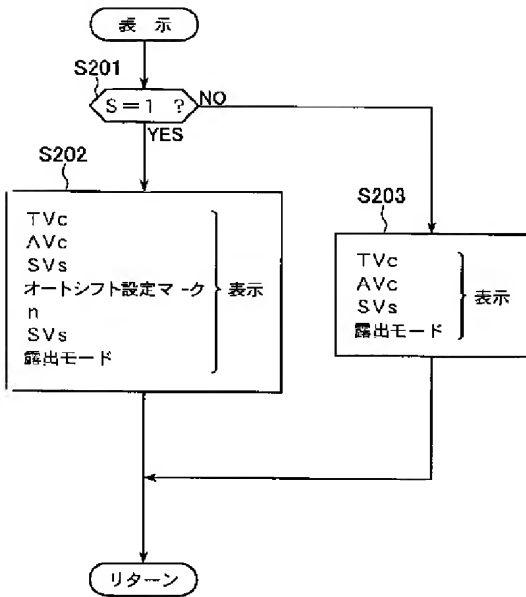 表 示
S201
S=1 ?
NO
YES
S202
TVc
AVc
SVs
オートシフト設定マーク
n
SVs
露出モード
表示
S203
TVc
AVc
SVs
露出モード
表示
リターン